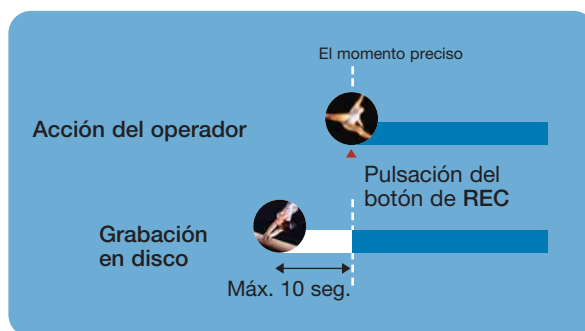 El momento preciso
Acción del operador
Pulsación del
botón de REC
Grabación
en disco
Máx. 10 seg.